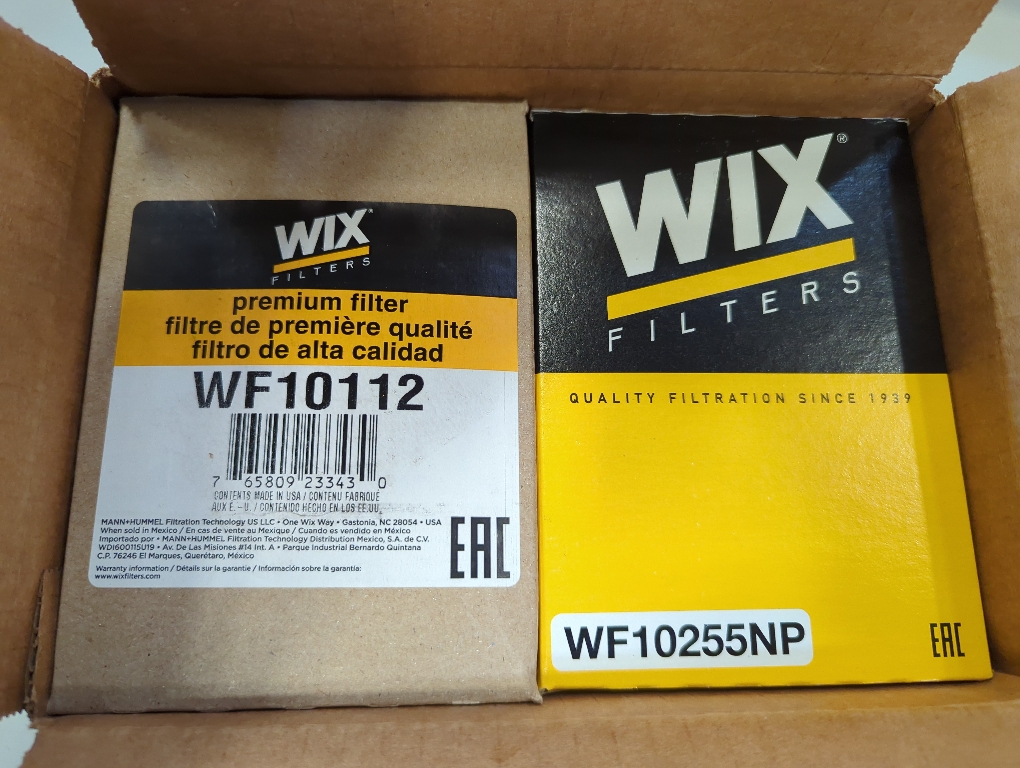 WIX®
FILTERS
premium filter
filtre de première qualité
filtro de alta calidad
WF10112
7 65809 23343 0
CONTENTS MADE IN USA / CONTENU FABRIQUÉ
AUX É.-U. / CONTENIDO HECHO EN LOS EE.UU.
MANN+HUMMEL Filtration Technology US LLC • One Wix Way • Gastonia, NC 28054 • USA
When sold in Mexico / En cas de vente au Mexique / Cuando es vendido en México
Importado por • MANN+HUMMEL Filtration Technology Distribution Mexico, S.A. de C.V.
WDI600115U19 • Av. De Las Misiones #14 Int. A • Parque Industrial Bernardo Quintana
C.P. 76246 El Marques, Querétaro, México
Warranty information / Détails sur la garantie / Información sobre la garantía:
www.wixfilters.com
EAC
WIX®
FILTERS
QUALITY FILTRATION SINCE 1939
WF10255NP
EAC